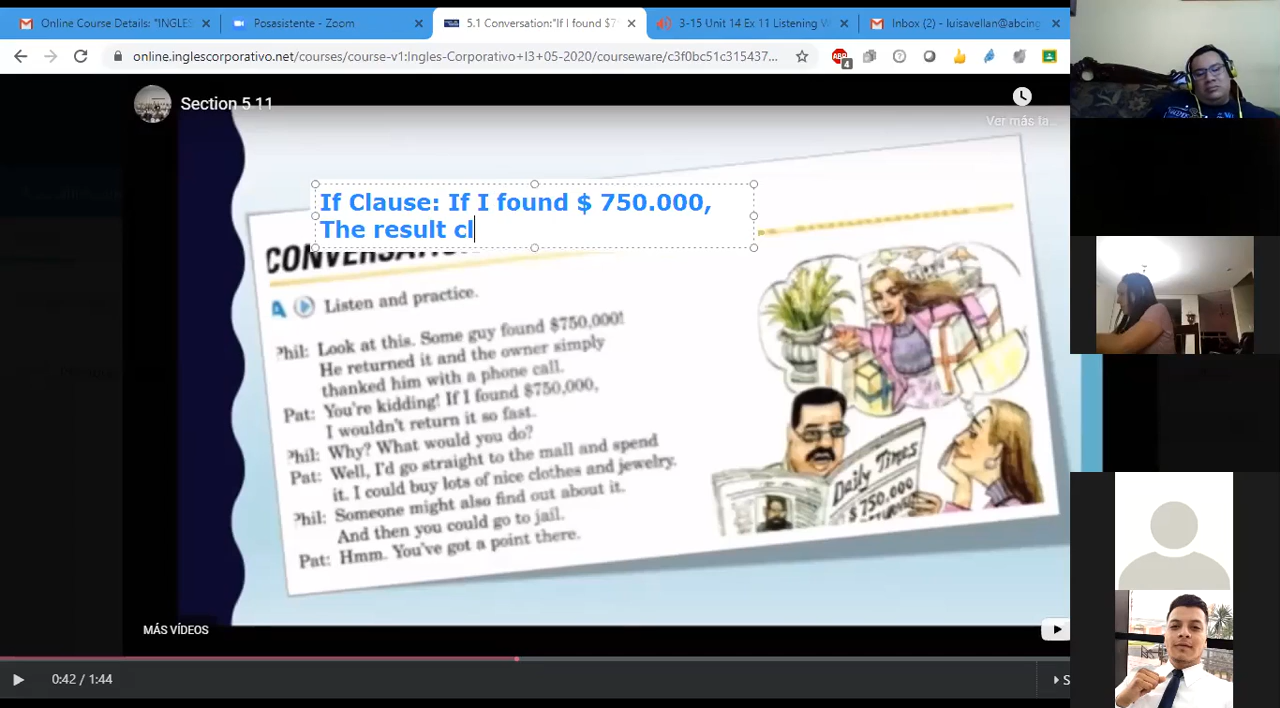 Online Course Details: "INGLES
Posasistente - Zoom
5.1 Conversation:"If I found $7
3-15 Unit 14 Ex 11 Listening W
Inbox (2) - luisavellan@abcing
online.inglescorporativo.net/courses/course-v1:Ingles-Corporativo+I3+05-2020/courseware/c3f0bc51c315437...
ABP
4
Section 5 11
Ver más ta...
If Clause: If I found $ 750.000,
The result cl
A Listen and practice.
Phil: Look at this. Some guy found $750,000!
He returned it and the owner simply
thanked him with a phone call.
Pat: You're kidding! If I found $750,000,
I wouldn't return it so fast.
Phil: Why? What would you do?
Pat: Well, I'd go straight to the mall and spend
it. I could buy lots of nice clothes and jewelry.
Phil: Someone might also find out about it.
And then you could go to jail.
Pat: Hmm. You've got a point there.
Daily Times
$750,000
MÁS VÍDEOS
0:42 / 1:44
S